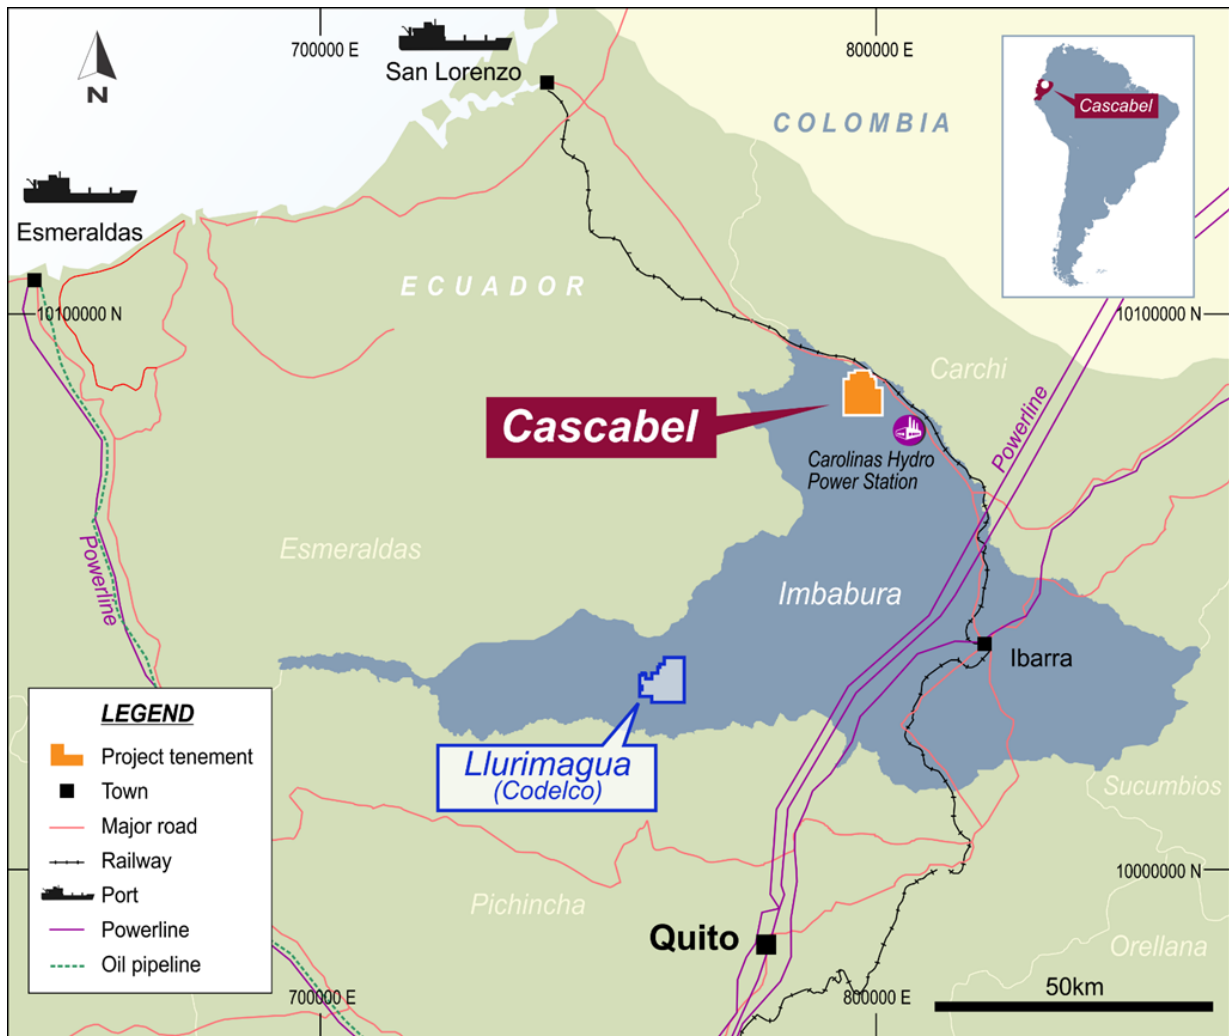 700000 E
800000 E
San Lorenzo
N
COLOMBIA
Cascabel
Esmeraldas
ECUADOR
10100000 N
10100000 N
Carchi
Powerline
Cascabel
Carolinas Hydro
Power Station
Esmeraldas
Powerline
Imbabura
Ibarra
LEGEND
Project tenement
Town
Major road
Railway
Port
Powerline
Oil pipeline
Llurimagua
(Codelco)
Sucumbios
10000000 N
Pichincha
Quito
Orellana
50km
700000 E
800000 E